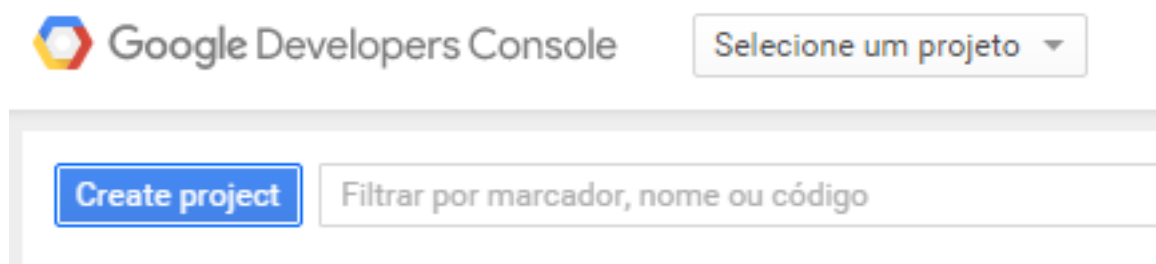 Google Developers Console Selecione um projeto
Create project Filtrar por marcador, nome ou código